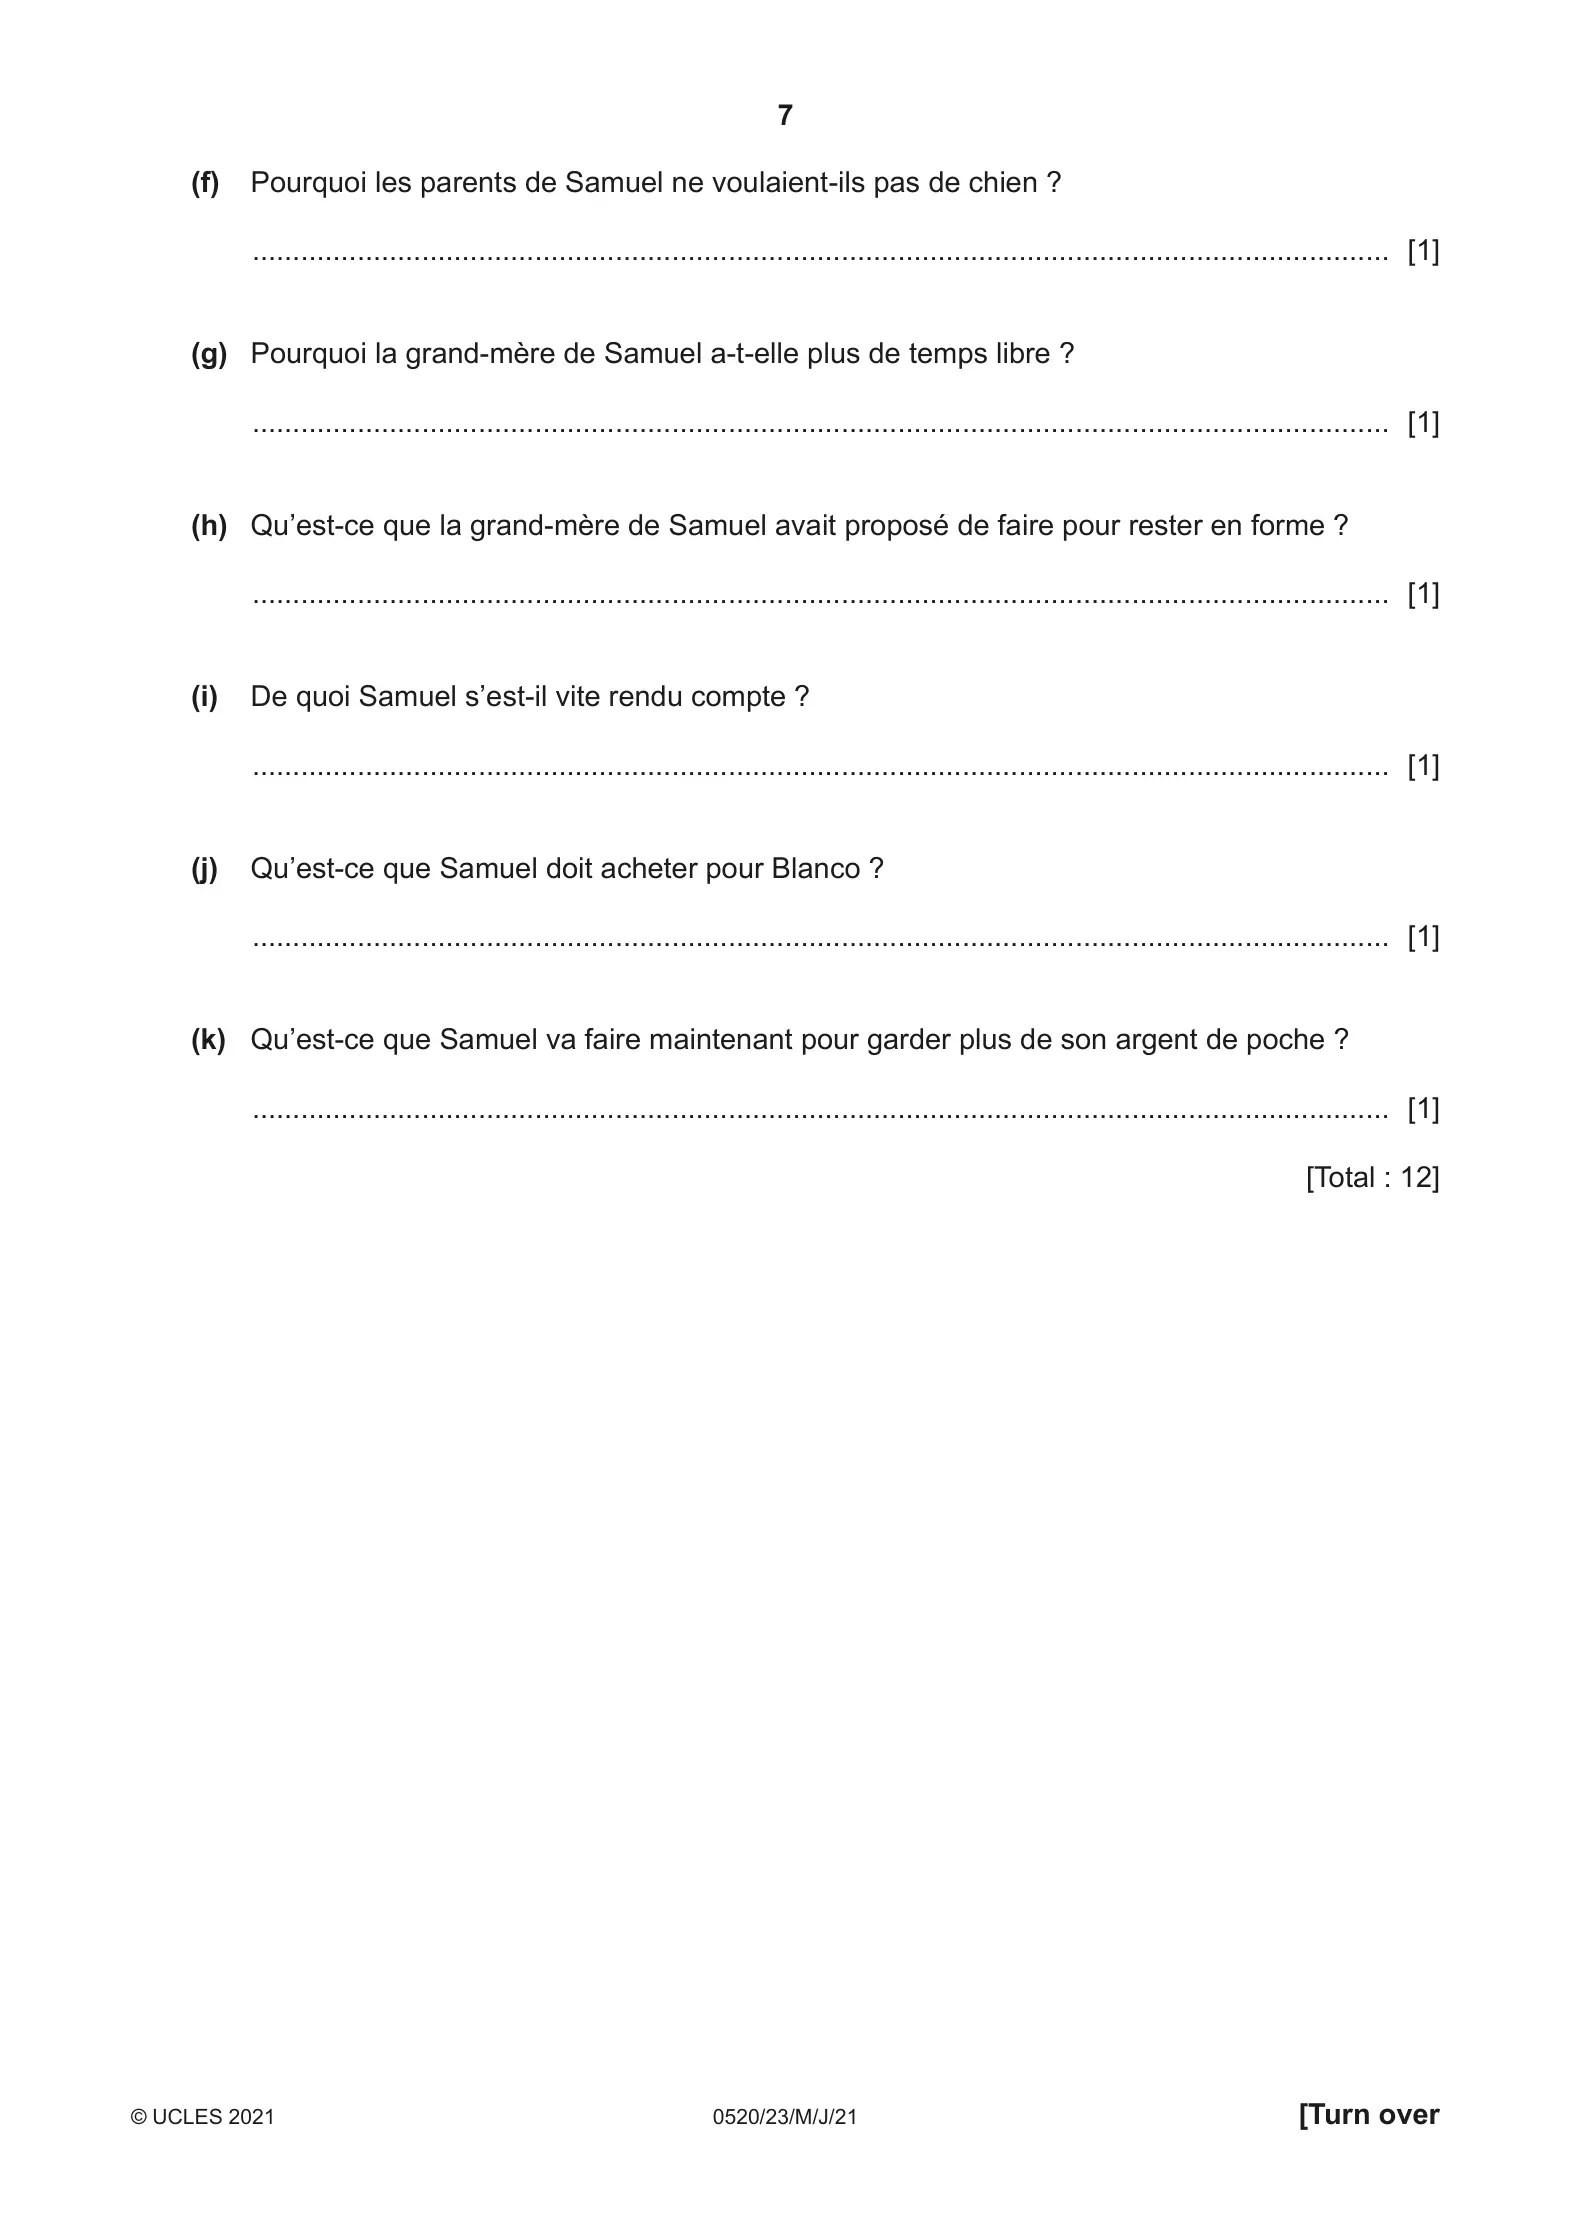 7
(f) Pourquoi les parents de Samuel ne voulaient-ils pas de chien ?
............................................................................................................................................ [1]
(g) Pourquoi la grand-mère de Samuel a-t-elle plus de temps libre ?
............................................................................................................................................ [1]
(h) Qu’est-ce que la grand-mère de Samuel avait proposé de faire pour rester en forme ?
............................................................................................................................................ [1]
(i) De quoi Samuel s’est-il vite rendu compte ?
............................................................................................................................................ [1]
(j) Qu’est-ce que Samuel doit acheter pour Blanco ?
............................................................................................................................................ [1]
(k) Qu’est-ce que Samuel va faire maintenant pour garder plus de son argent de poche ?
............................................................................................................................................ [1]
[Total : 12]
© UCLES 2021 0520/23/M/J/21 [Turn over